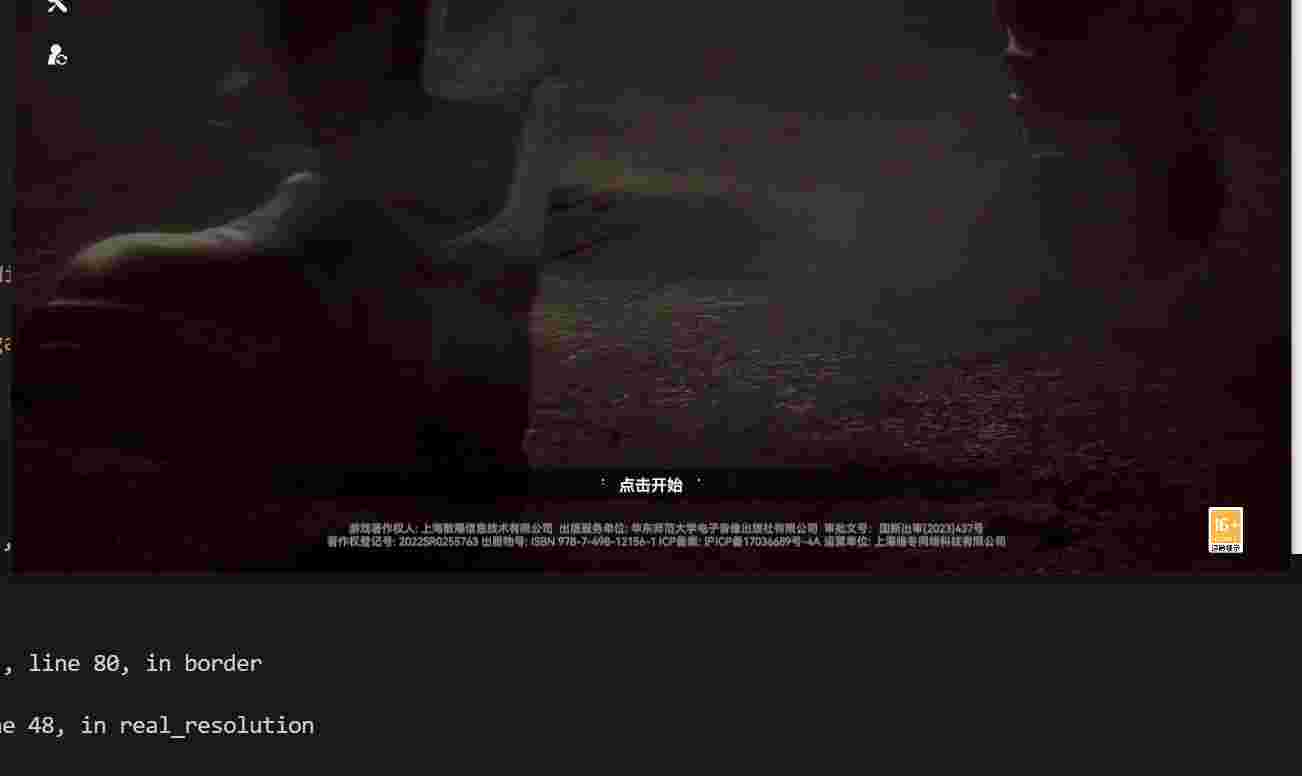 点击开始
游戏著作权人: 上海散爆信息技术有限公司 出版服务单位: 华东师范大学电子音像出版社有限公司 审批文号: 国新出审[2023]437号
著作权登记号: 2022SR0255763 出版物号: ISBN 978-7-498-12156-1 ICP备案: 沪ICP备17036689号-4A 运营单位: 上海暗夸网络科技有限公司
16+
适龄提示
, line 80, in border
48, in real_resolution